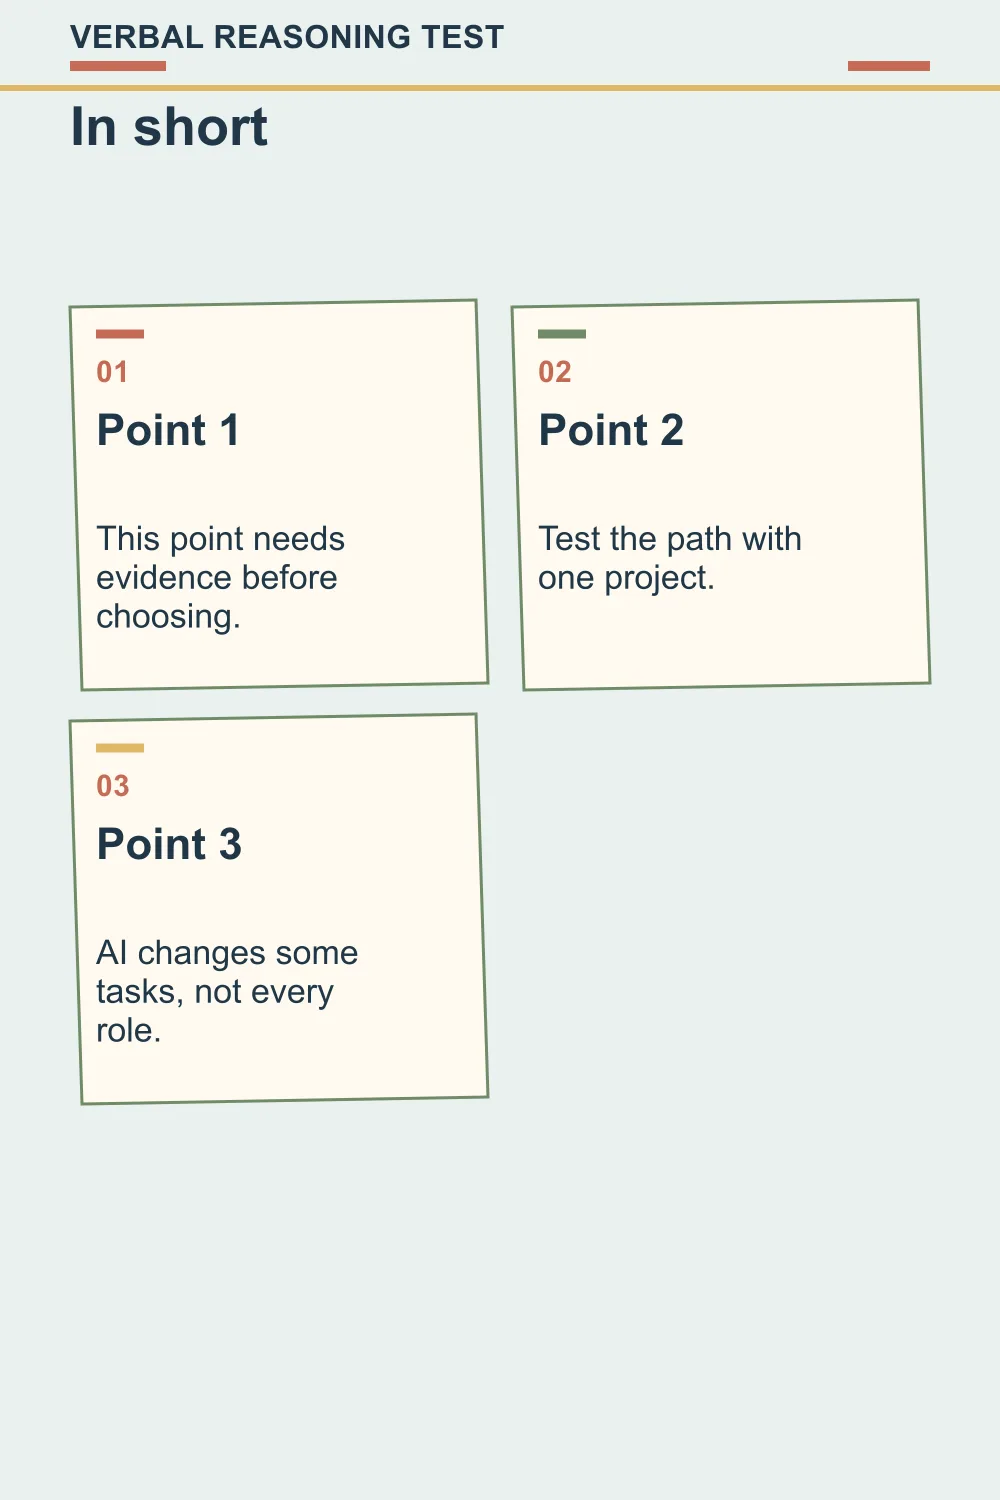 VERBAL REASONING TEST
In short
01
Point 1
This point needs
evidence before
choosing.
02
Point 2
Test the path with
one project.
03
Point 3
AI changes some
tasks, not every
role.